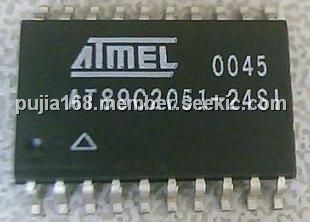 ATMEL 0045
pujia168.member.seekic.com
AT89C2051-24SI